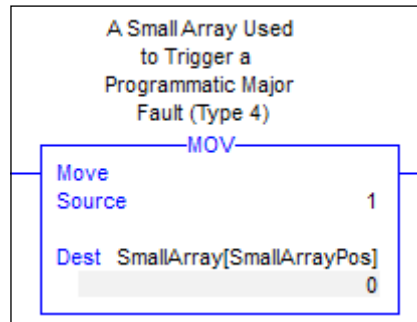 A Small Array Used
to Trigger a
Programmatic Major
Fault (Type 4)
MOV
Move
Source 1
Dest SmallArray[SmallArrayPos]
0